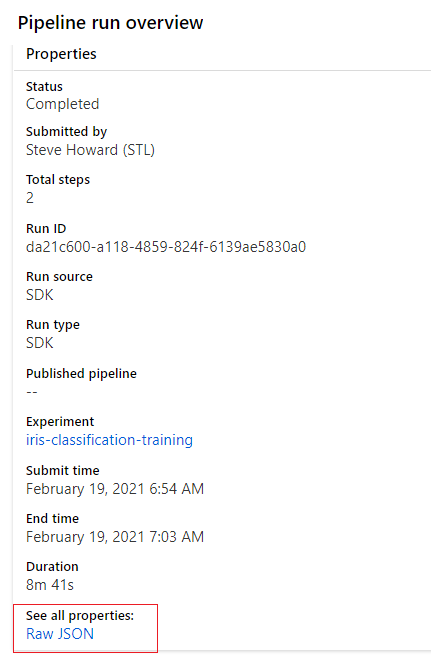 Pipeline run overview
Properties
Status
Completed
Submitted by
Steve Howard (STL)
Total steps
2
Run ID
da21c600-a118-4859-824f-6139ae5830a0
Run source
SDK
Run type
SDK
Published pipeline
--
Experiment
iris-classification-training
Submit time
February 19, 2021 6:54 AM
End time
February 19, 2021 7:03 AM
Duration
8m 41s
See all properties:
Raw JSON